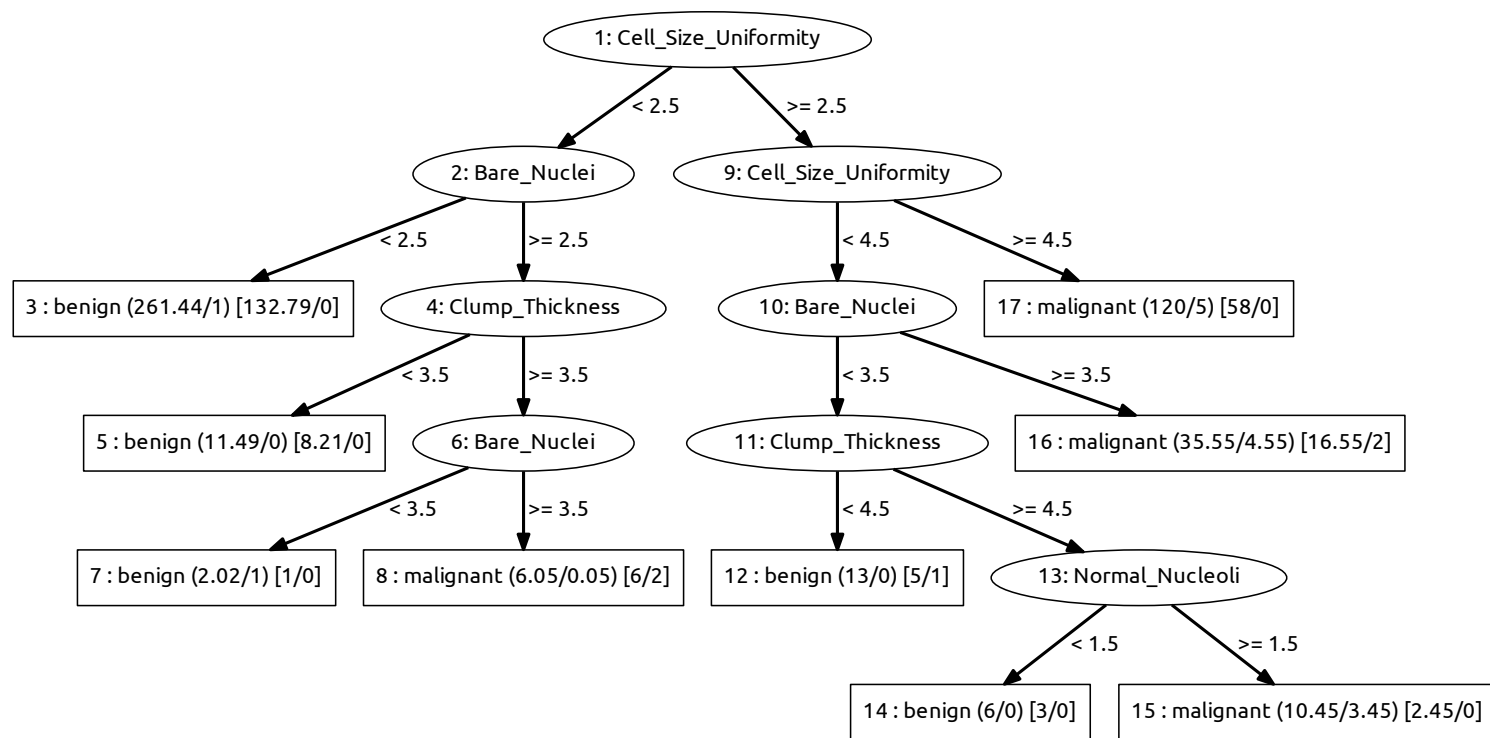 1: Cell_Size_Uniformity
< 2.5
>= 2.5
2: Bare_Nuclei
9: Cell_Size_Uniformity
< 2.5
>= 2.5
< 4.5
>= 4.5
3 : benign (261.44/1) [132.79/0]
4: Clump_Thickness
10: Bare_Nuclei
17 : malignant (120/5) [58/0]
< 3.5
>= 3.5
< 3.5
>= 3.5
5 : benign (11.49/0) [8.21/0]
6: Bare_Nuclei
11: Clump_Thickness
16 : malignant (35.55/4.55) [16.55/2]
< 3.5
>= 3.5
< 4.5
>= 4.5
7 : benign (2.02/1) [1/0]
8 : malignant (6.05/0.05) [6/2]
12 : benign (13/0) [5/1]
13: Normal_Nucleoli
< 1.5
>= 1.5
14 : benign (6/0) [3/0]
15 : malignant (10.45/3.45) [2.45/0]